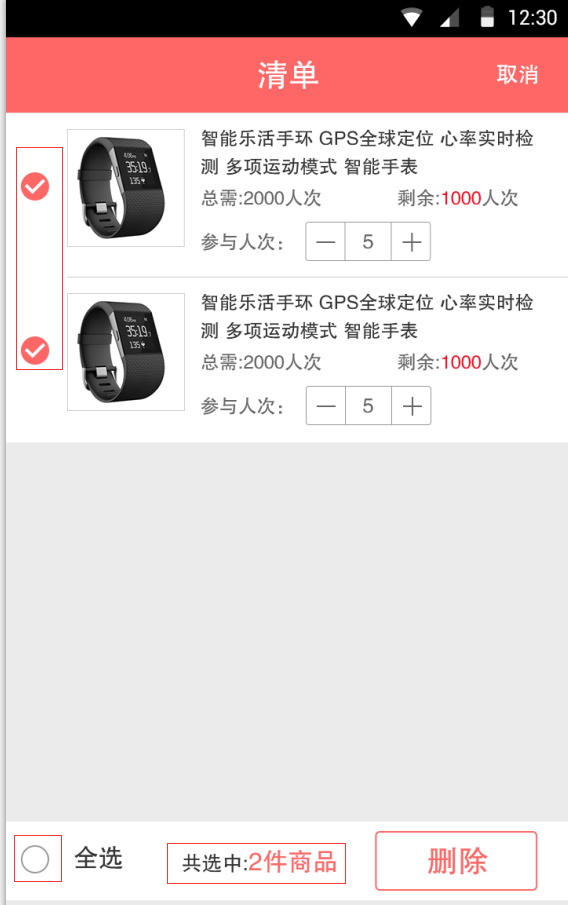 12:30
清单
取消
智能乐活手环 GPS全球定位 心率实时检
测 多项运动模式 智能手表
总需:2000人次 剩余:1000人次
参与人次： — 5 +
智能乐活手环 GPS全球定位 心率实时检
测 多项运动模式 智能手表
总需:2000人次 剩余:1000人次
参与人次： — 5 +
全选 共选中:2件商品 删除